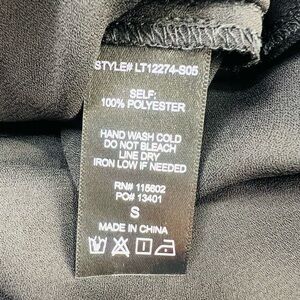 STYLE# LT12274-S05
SELF:
100% POLYESTER
HAND WASH COLD
DO NOT BLEACH
LINE DRY
IRON LOW IF NEEDED
RN# 115602
PO# 13401
S
MADE IN CHINA